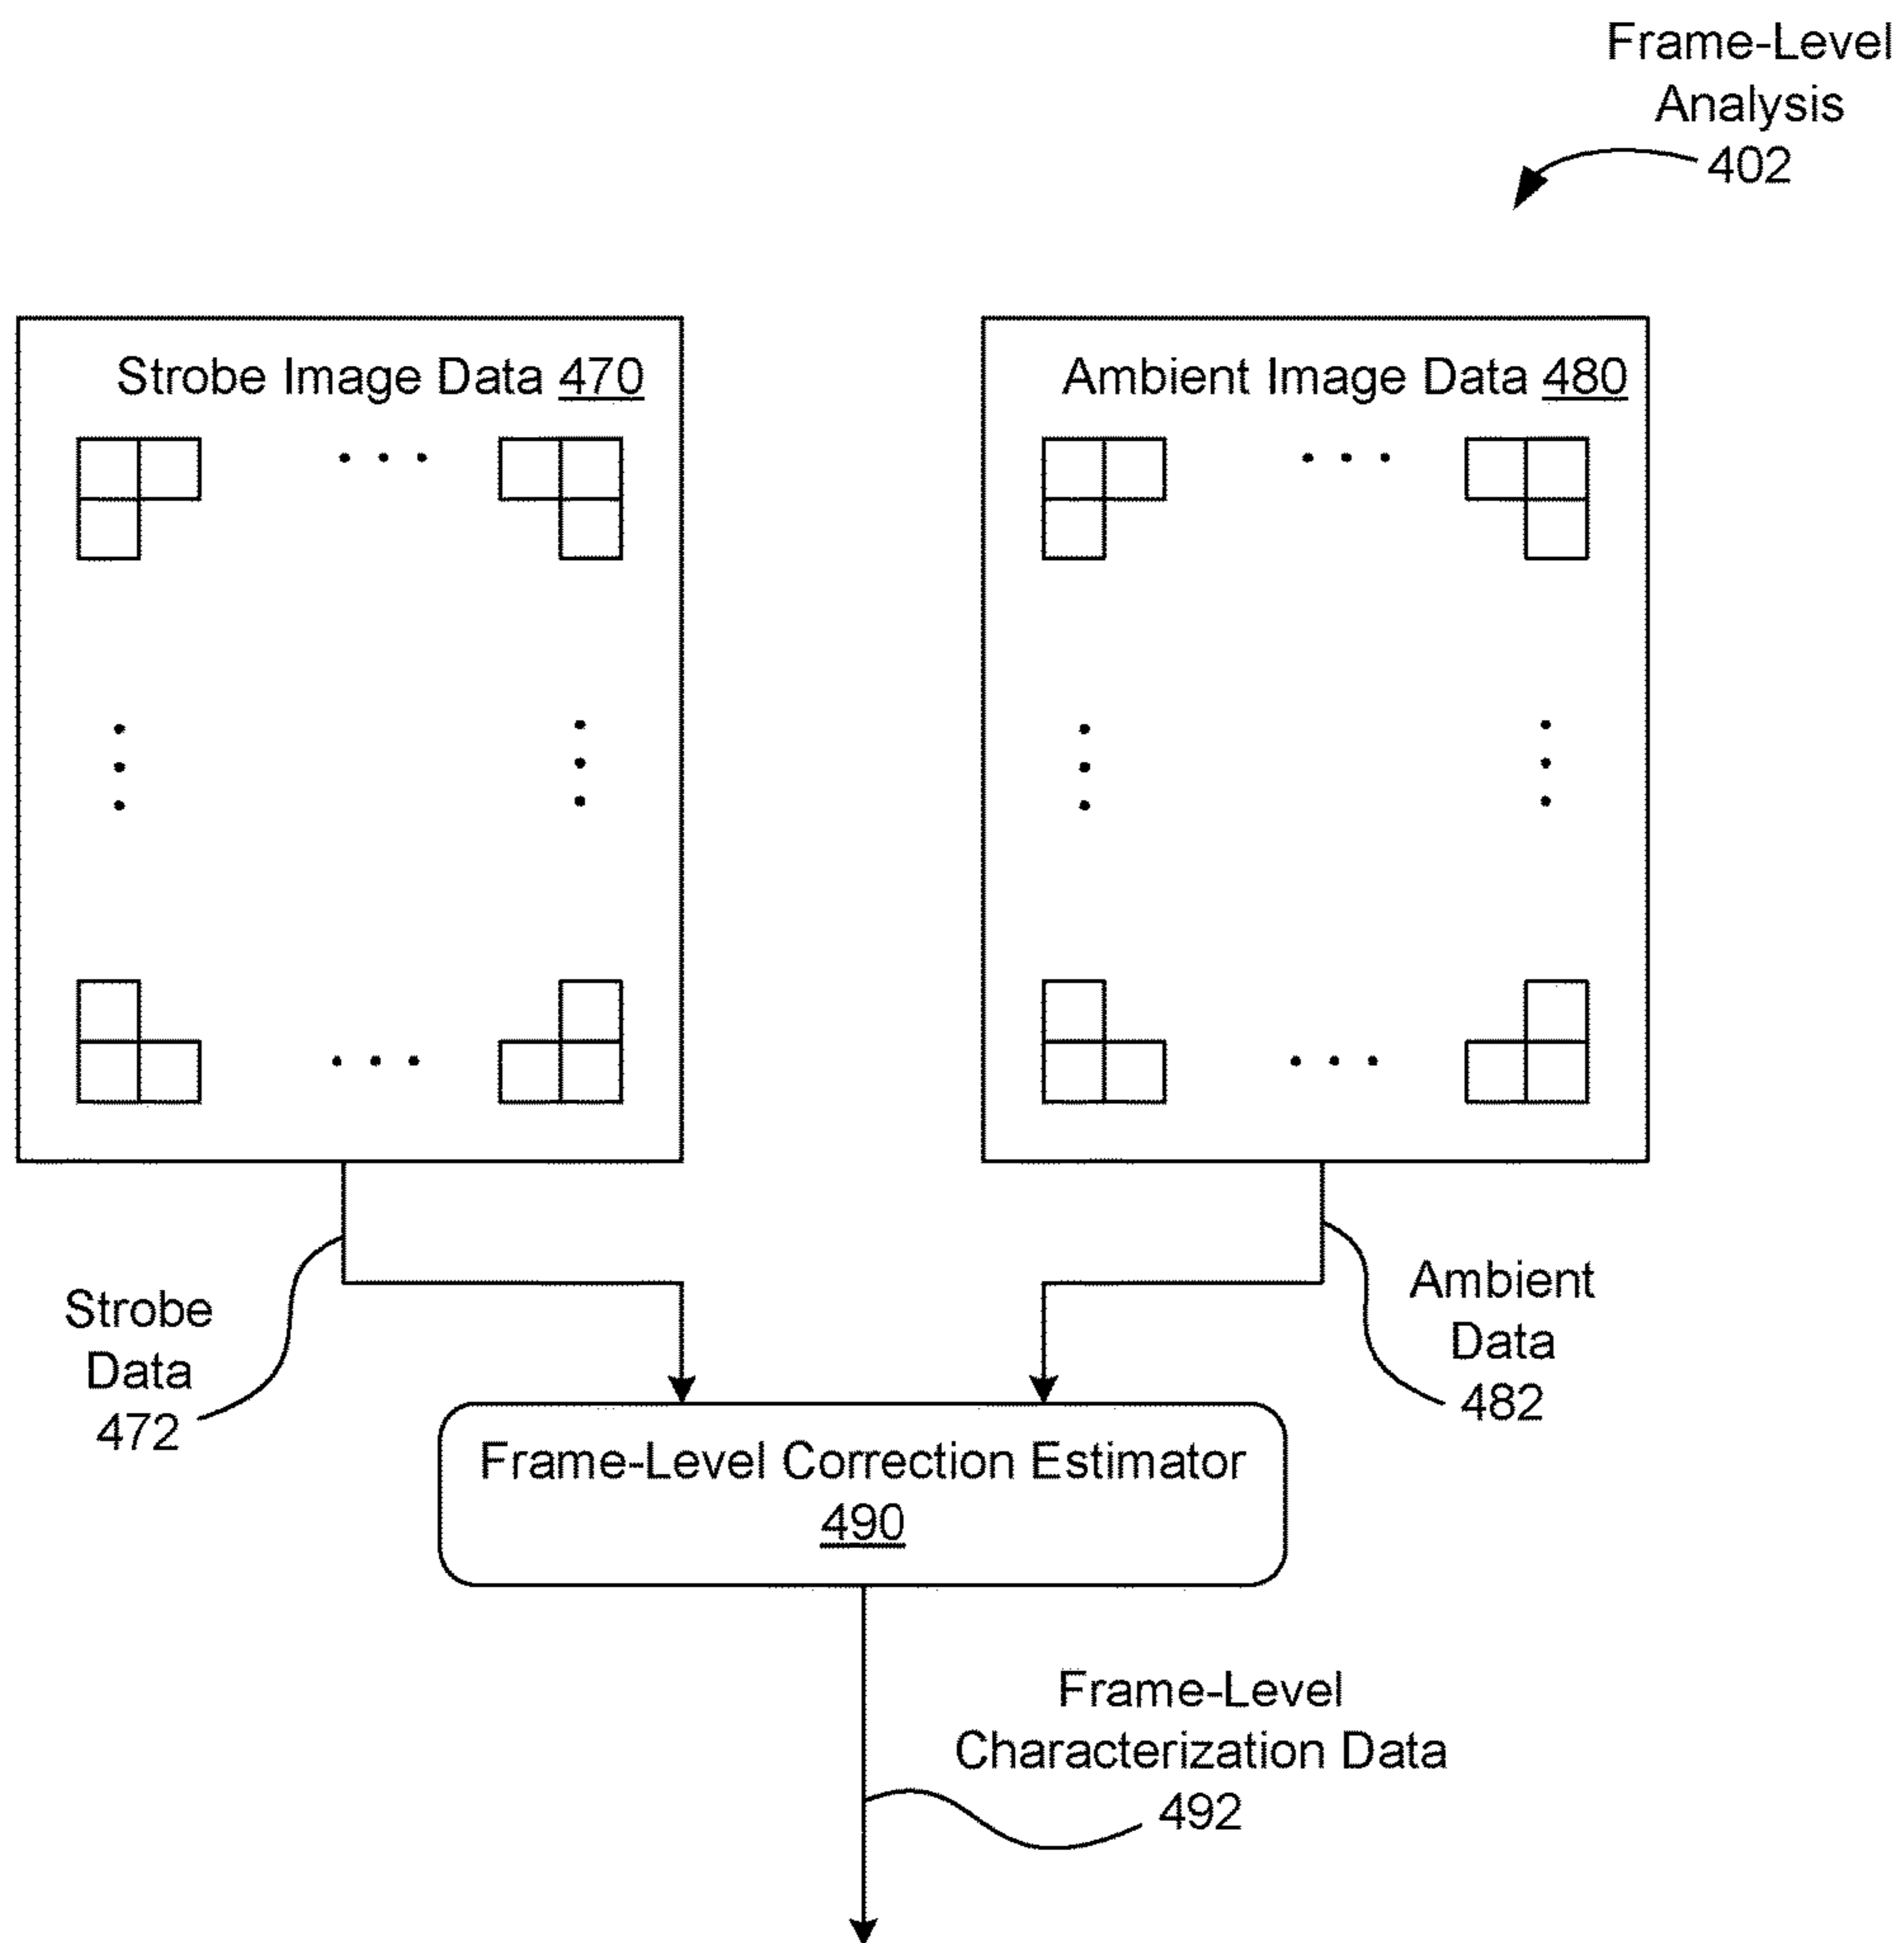 Frame-Level
Analysis
402
Strobe Image Data 470
Ambient Image Data 480
Strobe
Data
472
Ambient
Data
482
Frame-Level Correction Estimator
490
Frame-Level
Characterization Data
492